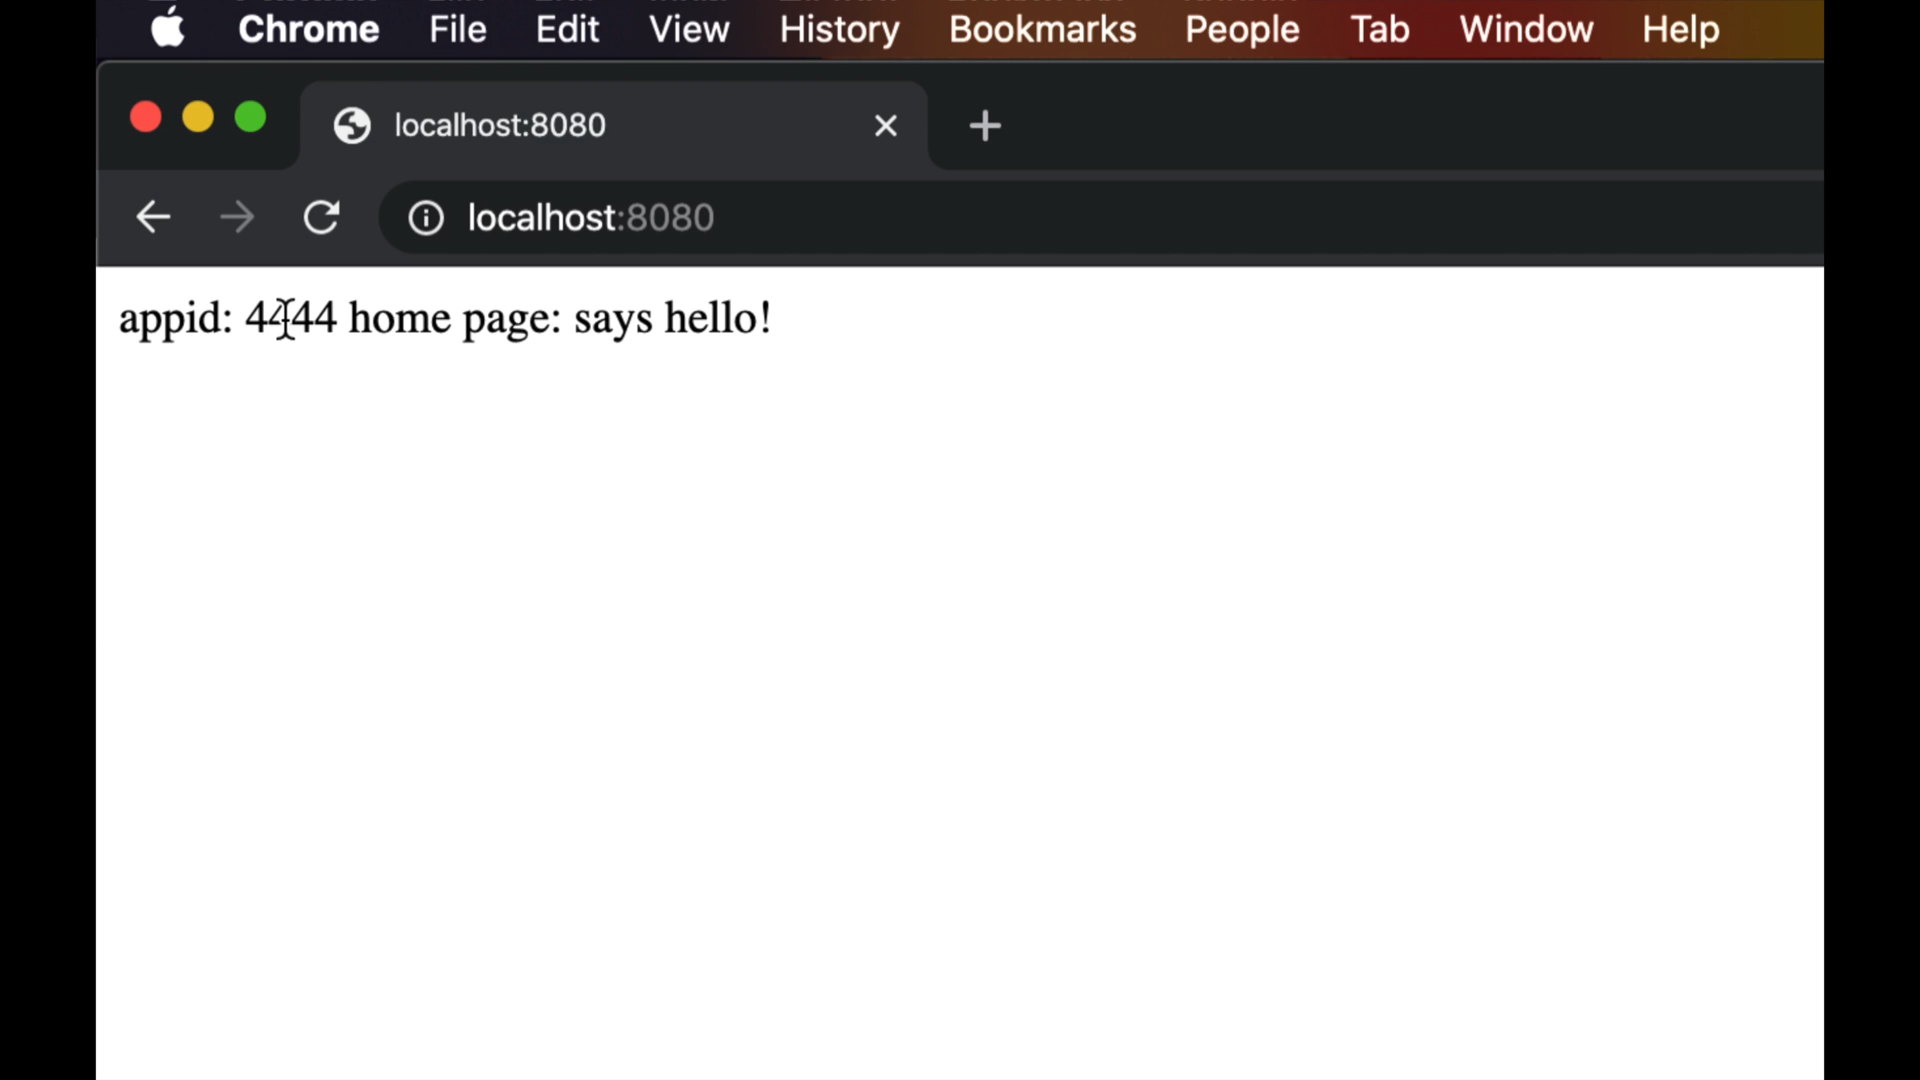 Chrome File Edit View History Bookmarks People Tab Window Help
localhost:8080
localhost:8080
appid: 4444 home page: says hello!